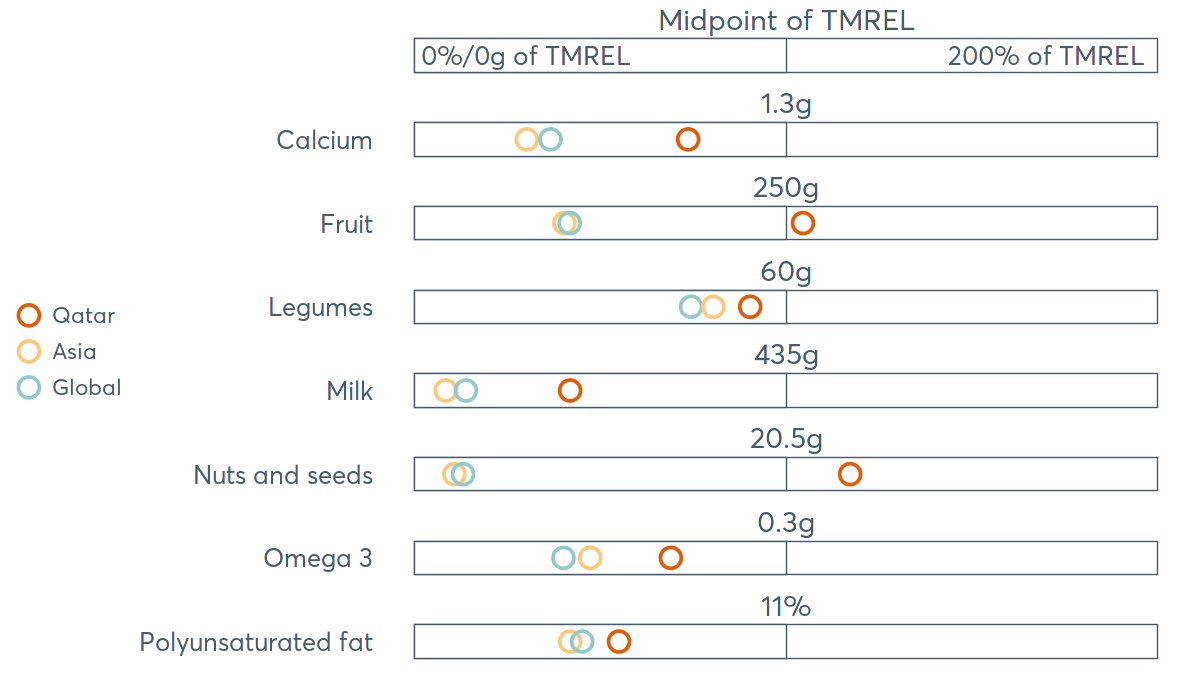 Midpoint of TMREL
0%/0g of TMREL 200% of TMREL
1.3g
Calcium
250g
Fruit
60g
Legumes
435g
Milk
20.5g
Nuts and seeds
0.3g
Omega 3
11%
Polyunsaturated fat
Qatar
Asia
Global